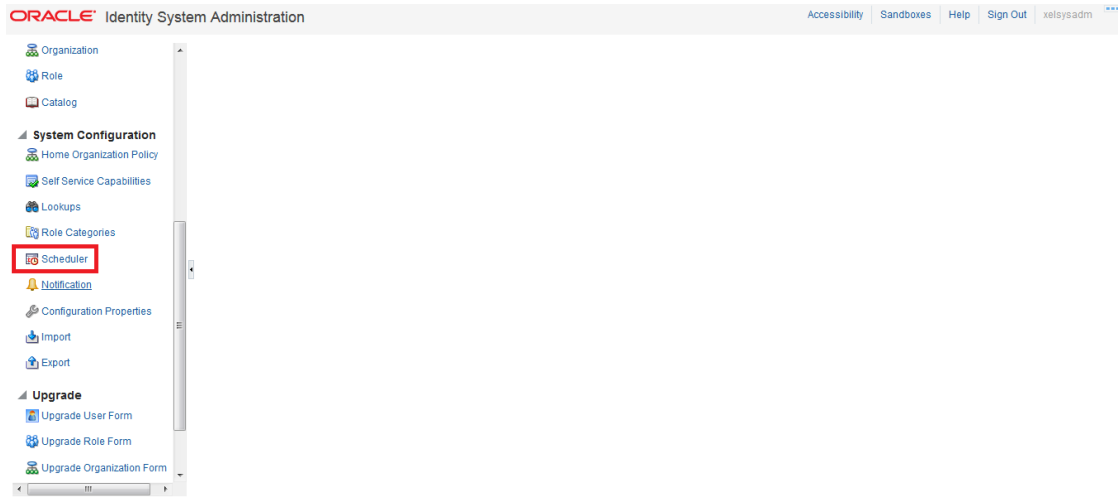 ORACLE® Identity System Administration
Accessibility Sandboxes Help Sign Out xelsysadm
Organization
Role
Catalog
System Configuration
Home Organization Policy
Self Service Capabilities
Lookups
Role Categories
Scheduler
Notification
Configuration Properties
Import
Export
Upgrade
Upgrade User Form
Upgrade Role Form
Upgrade Organization Form